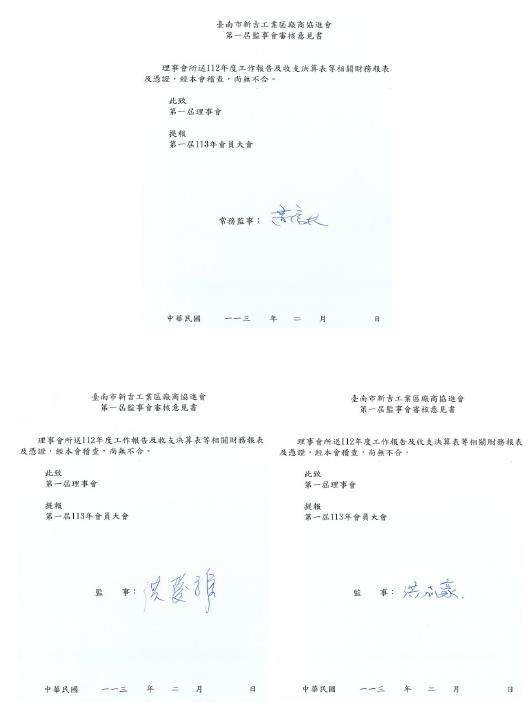 臺南市新吉工業區廠商協進會
第一屆監事會審核意見書
理事會所送112年度工作報告及收支決算表等相關財務報表
及憑證，經本會稽查，尚無不合。
此致
第一屆理事會
提報
第一屆113年會員大會
常務監事：
中華民國 一一三 年 二 月 日
臺南市新吉工業區廠商協進會
第一屆監事會審核意見書
理事會所送112年度工作報告及收支決算表等相關財務報表
及憑證，經本會稽查，尚無不合。
此致
第一屆理事會
提報
第一屆113年會員大會
監 事：
中華民國 一一三 年 二 月 日
臺南市新吉工業區廠商協進會
第一屆監事會審核意見書
理事會所送112年度工作報告及收支決算表等相關財務報表
及憑證，經本會稽查，尚無不合。
此致
第一屆理事會
提報
第一屆113年會員大會
監 事：
中華民國 一一三 年 二 月 日